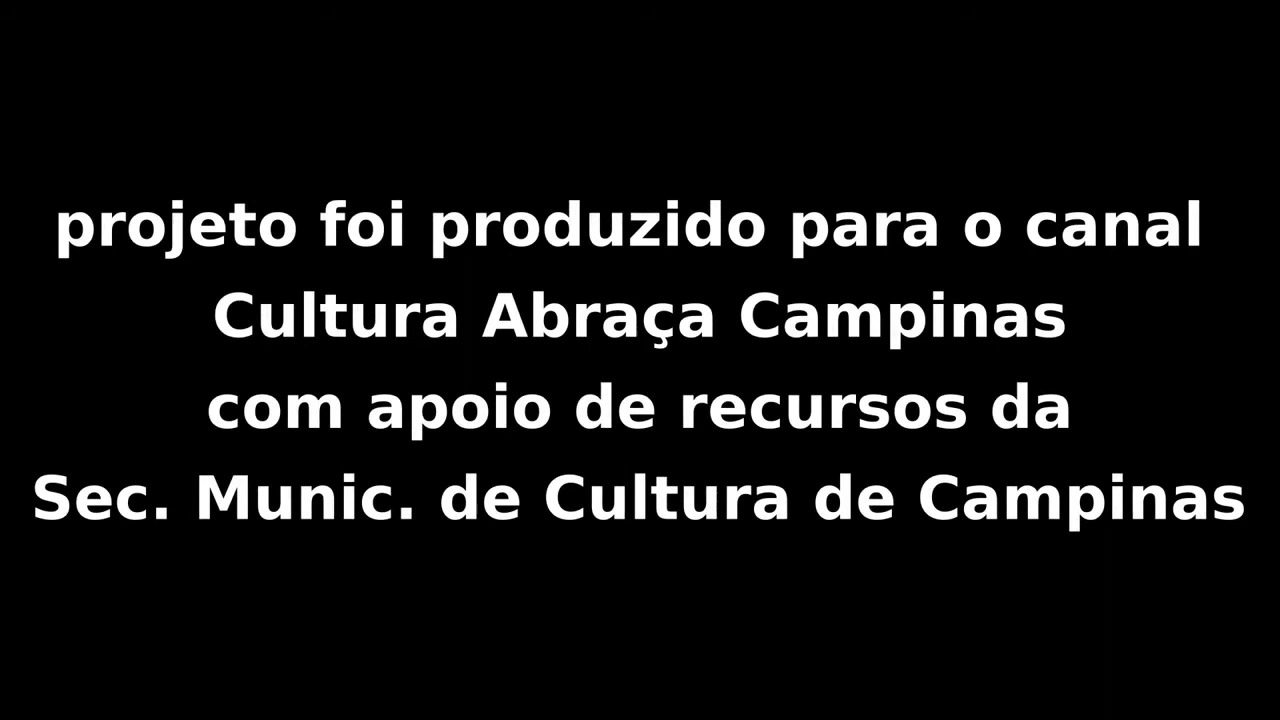 projeto foi produzido para o canal
Cultura Abraça Campinas
com apoio de recursos da
Sec. Munic. de Cultura de Campinas